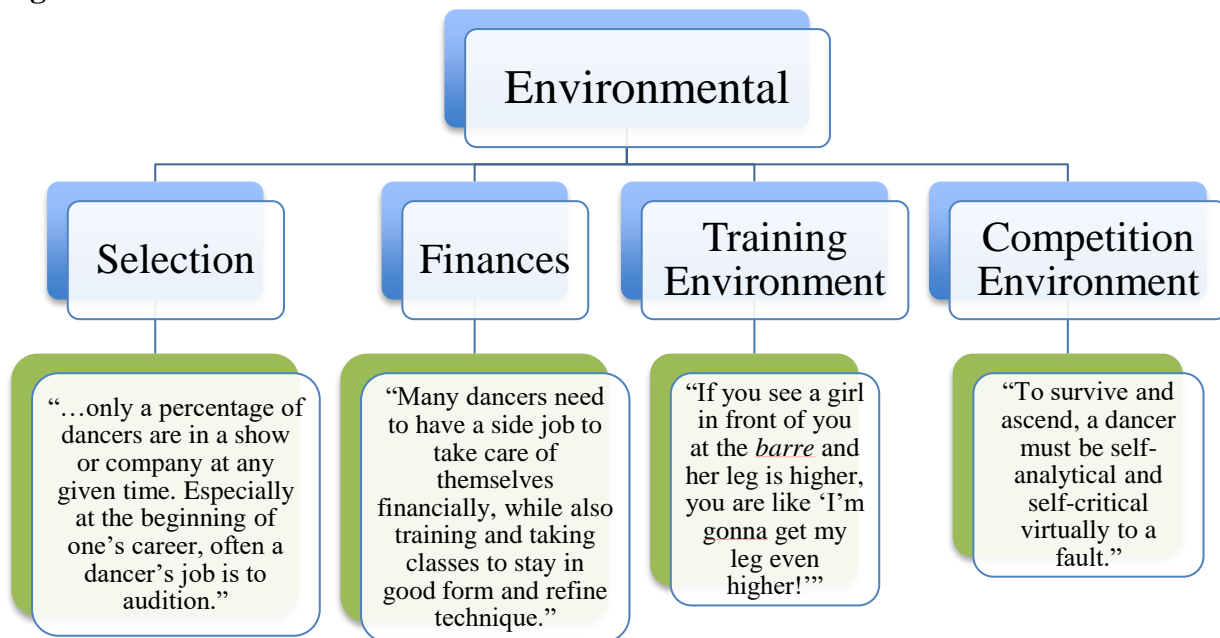 Environmental
Selection
Finances
Training
Environment
Competition
Environment
“…only a percentage of
dancers are in a show
or company at any
given time. Especially
at the beginning of
one’s career, often a
dancer’s job is to
audition.”
“Many dancers need
to have a side job to
take care of
themselves
financially, while also
training and taking
classes to stay in
good form and refine
technique.”
“If you see a girl
in front of you
at the barre and
her leg is higher,
you are like ‘I’m
gonna get my
leg even
higher!’”
“To survive and
ascend, a dancer
must be self-
analytical and
self-critical
virtually to a
fault.”